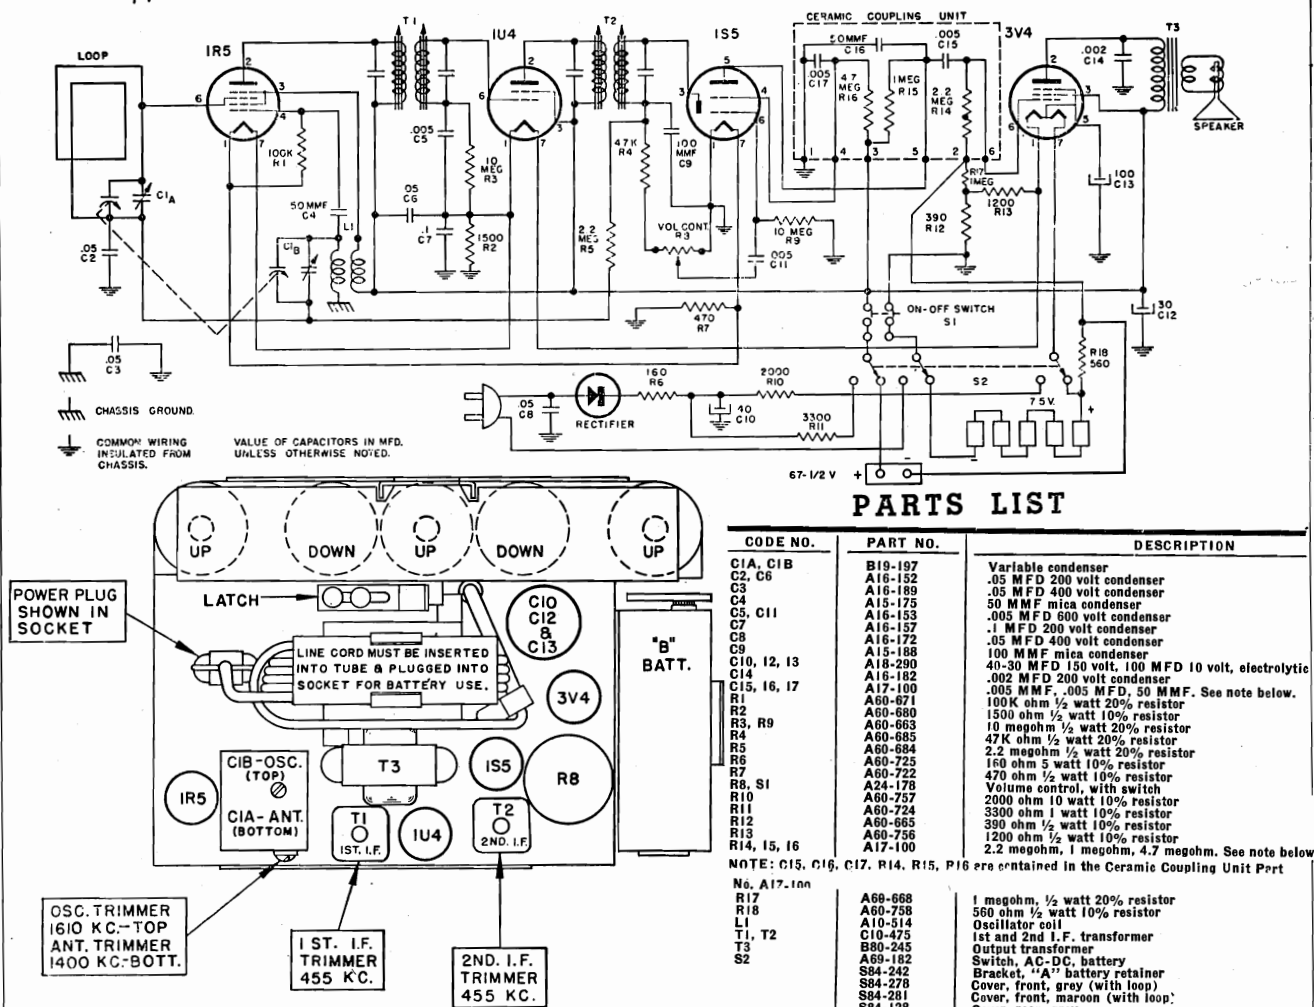 LOOP
1R5
T1
1U4
T2
1S5
CERAMIC COUPLING UNIT
3V4
T3
50 MMF
C16
.005
C15
.005
C17
4.7
MEG
R16
1 MEG
R15
2.2
MEG
R14
.002
C14
SPEAKER
100K
R1
.005
C5
10
MEG
R3
47K
R4
100
MMF
C9
R17
1MEG
1200
R13
390
R12
100
C13
C1A
50 MMF
C4
L1
C1B
.05
C6
.1
C7
1500
R2
2.2
MEG
R5
VOL CONT.
10 MEG
R9
.005
C11
.05
C2
470
R7
ON-OFF SWITCH
S1
30
C12
.05
C3
R18
560
CHASSIS GROUND.
COMMON WIRING
INSULATED FROM
CHASSIS.
VALUE OF CAPACITORS IN MFD.
UNLESS OTHERWISE NOTED.
.05
C8
RECTIFIER
160
R6
40
C10
2000
R10
3300
R11
S2
7.5 V.
+
-
67-1/2 V
+
-
UP
DOWN
UP
DOWN
UP
POWER PLUG
SHOWN IN
SOCKET
LATCH
LINE CORD MUST BE INSERTED
INTO TUBE & PLUGGED INTO
SOCKET FOR BATTERY USE.
C10
C12
&
C13
"B"
BATT.
3V4
1S5
R8
T3
C1B-OSC.
(TOP)
C1A-ANT.
(BOTTOM)
1R5
T1
1ST. I.F.
1U4
T2
2ND. I.F.
OSC. TRIMMER
1610 KC.-TOP
ANT. TRIMMER
1400 KC.-BOTT.
1 ST. I.F.
TRIMMER
455 KC.
2ND. I.F.
TRIMMER
455 KC.
PARTS LIST
CODE NO. PART NO. DESCRIPTION
C1A, C1B B19-197 Variable condenser
C2, C6 A16-152 .05 MFD 200 volt condenser
C3 A16-189 .05 MFD 400 volt condenser
C4 A15-175 50 MMF mica condenser
C5, C11 A16-153 .005 MFD 600 volt condenser
C7 A16-157 .1 MFD 200 volt condenser
C8 A16-172 .05 MFD 400 volt condenser
C9 A15-188 100 MMF mica condenser
C10, 12, 13 A18-290 40-30 MFD 150 volt, 100 MFD 10 volt, electrolytic
C14 A16-182 .002 MFD 200 volt condenser
C15, 16, 17 A17-100 .005 MMF, .005 MFD, 50 MMF. See note below.
R1 A60-671 100K ohm ½ watt 20% resistor
R2 A60-680 1500 ohm ½ watt 10% resistor
R3, R9 A60-663 10 megohm ½ watt 20% resistor
R4 A60-685 47K ohm ½ watt 20% resistor
R5 A60-684 2.2 megohm ½ watt 20% resistor
R6 A60-725 160 ohm 5 watt 10% resistor
R7 A60-722 470 ohm ½ watt 10% resistor
R8, S1 A24-178 Volume control, with switch
R10 A60-757 2000 ohm 10 watt 10% resistor
R11 A60-724 3300 ohm 1 watt 10% resistor
R12 A60-665 390 ohm ½ watt 10% resistor
R13 A60-756 1200 ohm ½ watt 10% resistor
R14, 15, 16 A17-100 2.2 megohm, 1 megohm, 4.7 megohm. See note below
NOTE: C15, C16, C17, R14, R15, R16 are contained in the Ceramic Coupling Unit Part
No. A17-100
R17 A60-668 1 megohm, ½ watt 20% resistor
R18 A60-758 560 ohm ½ watt 10% resistor
L1 A10-514 Oscillator coil
T1, T2 C10-475 1st and 2nd I.F. transformer
T3 B80-245 Output transformer
S2 A69-182 Switch, AC-DC, battery
S84-242 Bracket, "A" battery retainer
S84-278 Cover, front, grey (with loop)
S84-281 Cover, front, maroon (with loop)